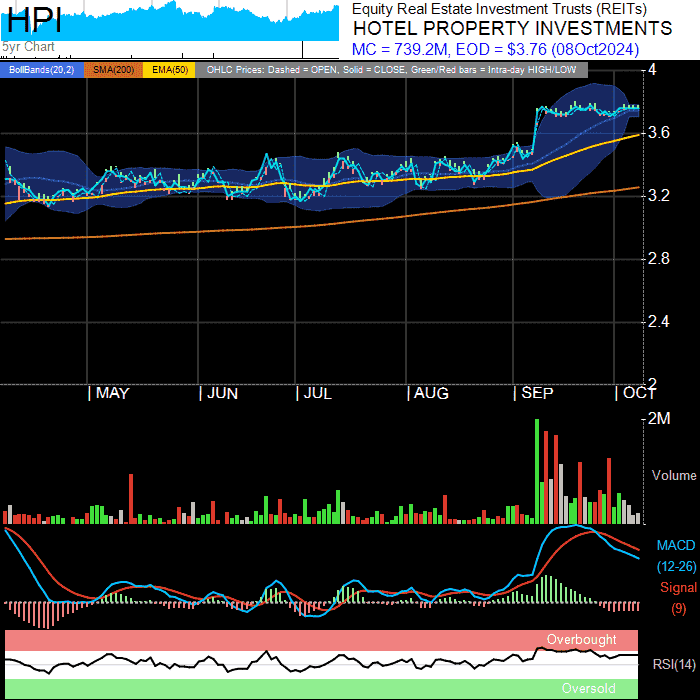 HPI
5yr Chart
Equity Real Estate Investment Trusts (REITs)
HOTEL PROPERTY INVESTMENTS
MC = 739.2M, EOD = $3.76 (08Oct2024)
BollBands(20,2) SMA(200) EMA(50) OHLC Prices: Dashed = OPEN, Solid = CLOSE, Green/Red bars = Intra-day HIGH/LOW
4
3.6
3.2
2.8
2.4
2
| MAY | JUN | JUL | AUG | SEP | OCT
2M
Volume
MACD
(12-26)
Signal
(9)
Overbought
RSI(14)
Oversold